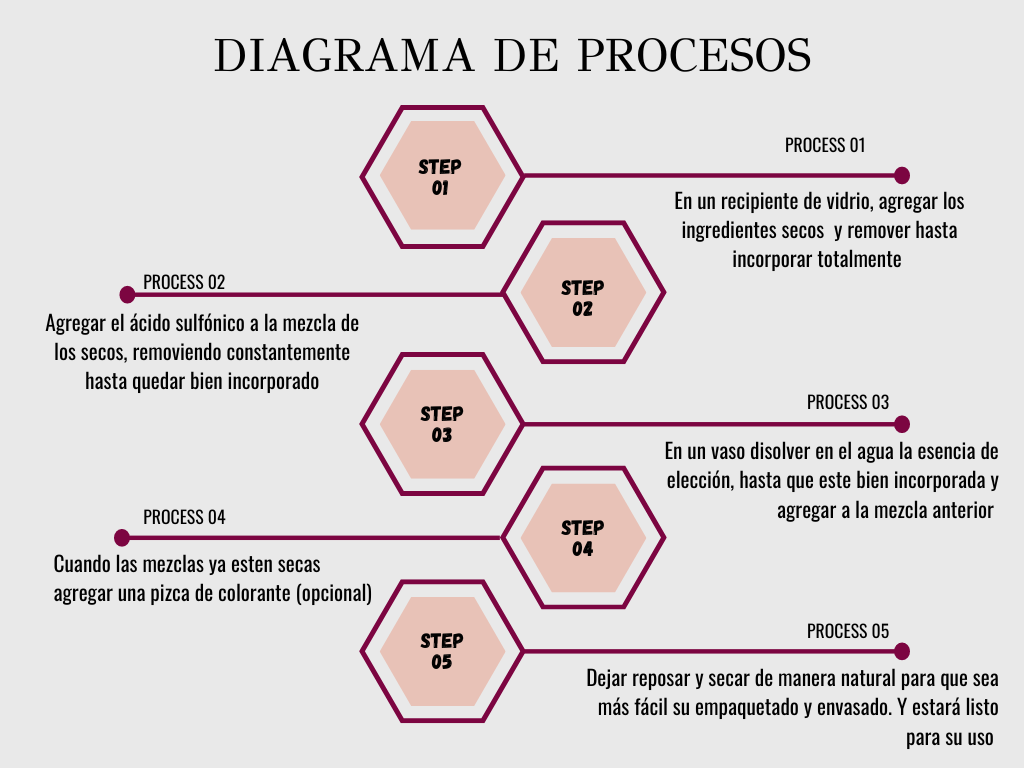 DIAGRAMA DE PROCESOS
STEP
01
PROCESS 01
En un recipiente de vidrio, agregar los
ingredientes secos  y remover hasta
incorporar totalmente
STEP
02
PROCESS 02
Agregar el ácido sulfónico a la mezcla de
los secos, removiendo constantemente
hasta quedar bien incorporado
STEP
03
PROCESS 03
En un vaso disolver en el agua la esencia de
elección, hasta que este bien incorporada y
agregar a la mezcla anterior
STEP
04
PROCESS 04
Cuando las mezclas ya esten secas
agregar una pizca de colorante (opcional)
STEP
05
PROCESS 05
Dejar reposar y secar de manera natural para que sea
más fácil su empaquetado y envasado. Y estará listo
para su uso